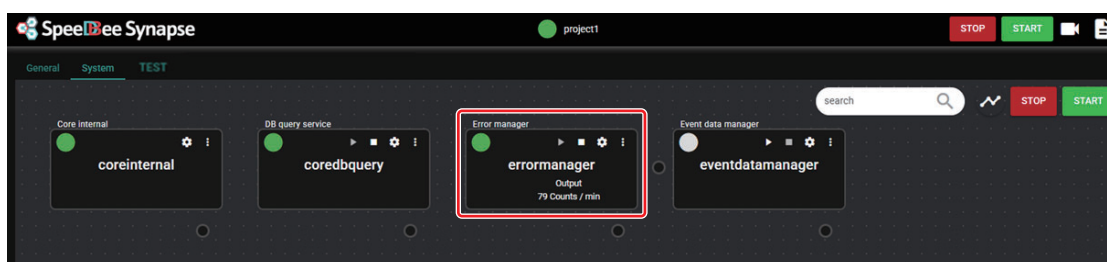 SpeeDBee Synapse
project1
STOP
START
General
System
TEST
search
STOP
START
Core internal
coreinternal
DB query service
coredbquery
Error manager
errormanager
Output
79 Counts / min
Event data manager
eventdatamanager